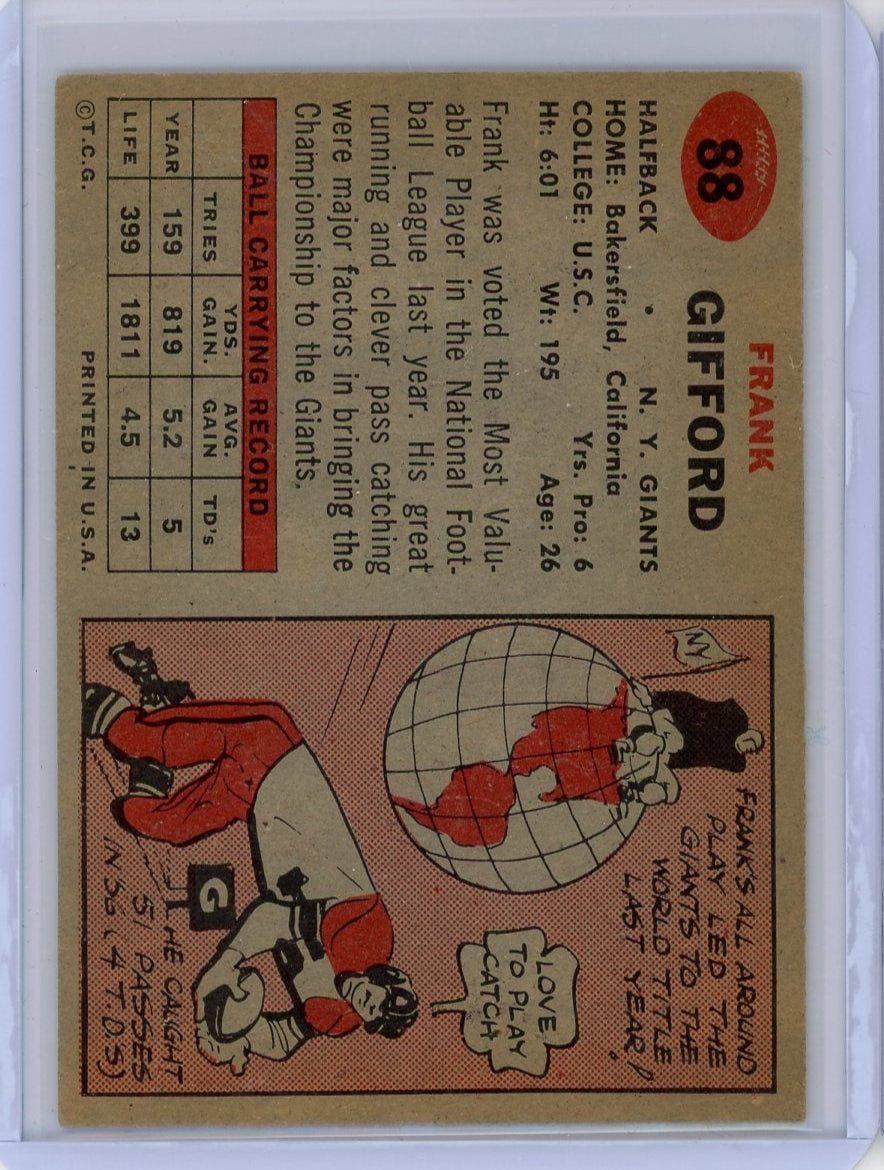 88
FRANK
GIFFORD
HALFBACK • N. Y. GIANTS
HOME: Bakersfield, California
COLLEGE: U.S.C. Yrs. Pro: 6
Ht: 6:01 Wt: 195 Age: 26
Frank was voted the Most Valu-
able Player in the National Foot-
ball League last year. His great
running and clever pass catching
were major factors in bringing the
Championship to the Giants.
BALL CARRYING RECORD
TRIES YDS. GAIN. AVG. GAIN TD's
YEAR 159 819 5.2 5
LIFE 399 1811 4.5 13
©T.C.G. PRINTED IN U.S.A.
NY
FRANK'S ALL AROUND
PLAY LED THE
GIANTS TO THE
WORLD TITLE
LAST YEAR!
I LOVE
TO PLAY
CATCH
G
HE CAUGHT
51 PASSES
IN '56 (4 T.D.'S)